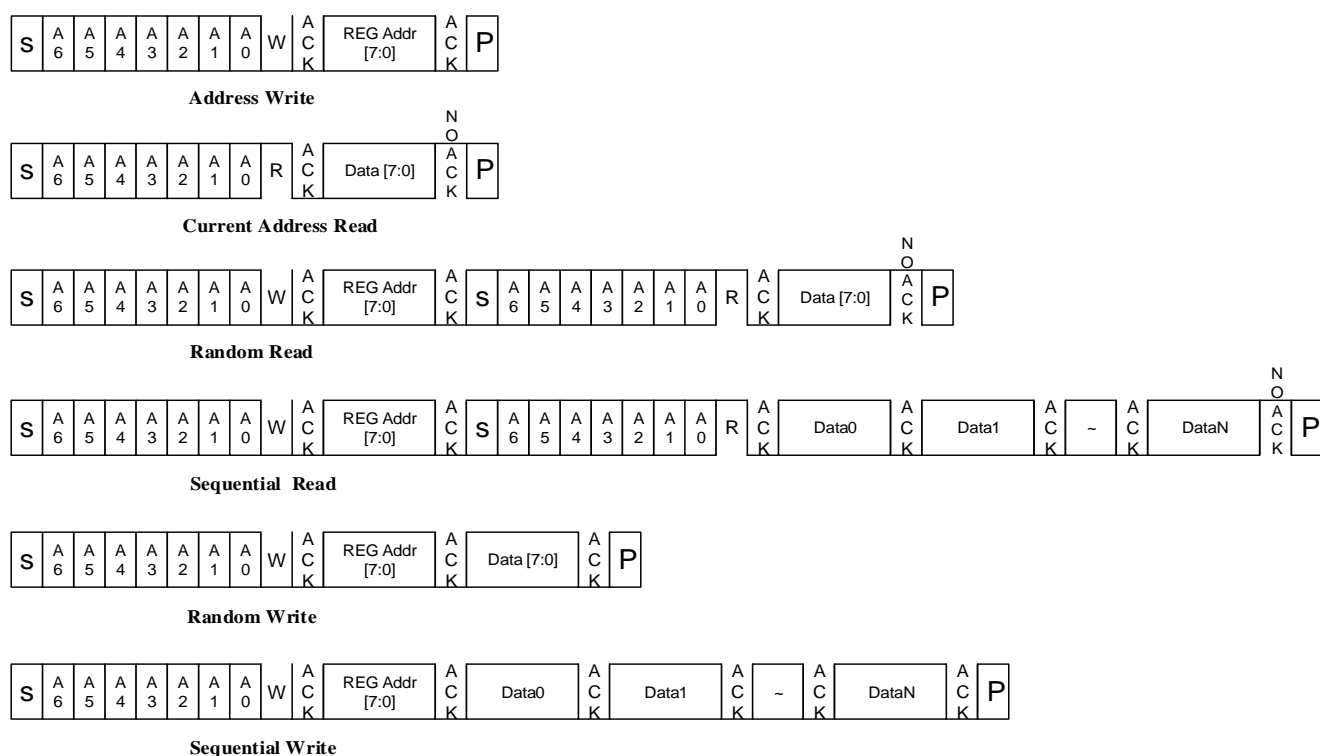 S A6 A5 A4 A3 A2 A1 A0 W ACK REG Addr [7:0] ACK P
Address Write
S A6 A5 A4 A3 A2 A1 A0 R ACK Data [7:0] NO ACK P
Current Address Read
S A6 A5 A4 A3 A2 A1 A0 W ACK REG Addr [7:0] ACK S A6 A5 A4 A3 A2 A1 A0 R ACK Data [7:0] NO ACK P
Random Read
S A6 A5 A4 A3 A2 A1 A0 W ACK REG Addr [7:0] ACK S A6 A5 A4 A3 A2 A1 A0 R ACK Data0 ACK Data1 ACK ~ ACK DataN NO ACK P
Sequential Read
S A6 A5 A4 A3 A2 A1 A0 W ACK REG Addr [7:0] ACK Data [7:0] ACK P
Random Write
S A6 A5 A4 A3 A2 A1 A0 W ACK REG Addr [7:0] ACK Data0 ACK Data1 ACK ~ ACK DataN ACK P
Sequential Write